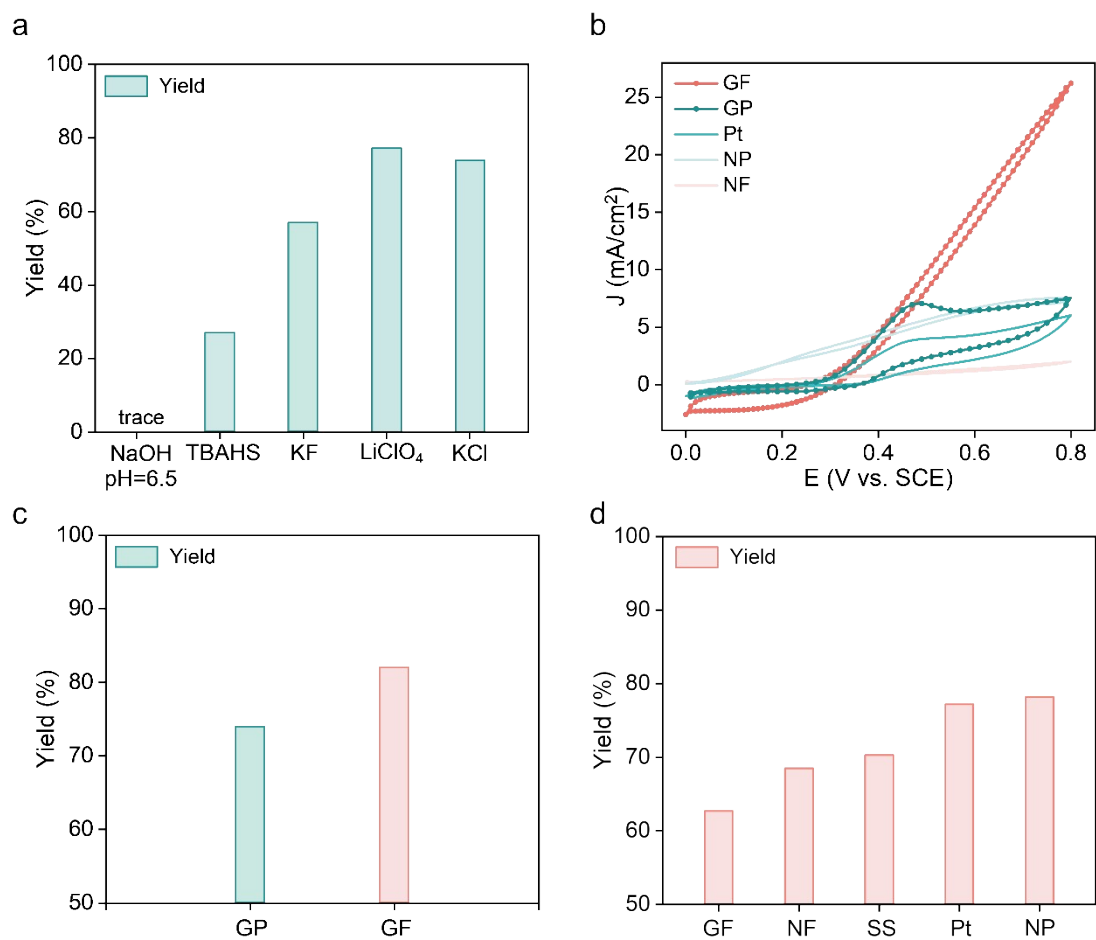 a
Yield
Yield (%)
100
80
60
40
20
0
trace
NaOH TBAHS KF LiClO₄ KCl
pH=6.5
b
GF
GP
Pt
NP
NF
J (mA/cm²)
25
20
15
10
5
0
0.0 0.2 0.4 0.6 0.8
E (V vs. SCE)
c
Yield
Yield (%)
100
90
80
70
60
50
GP GF
d
Yield
Yield (%)
100
90
80
70
60
50
GF NF SS Pt NP